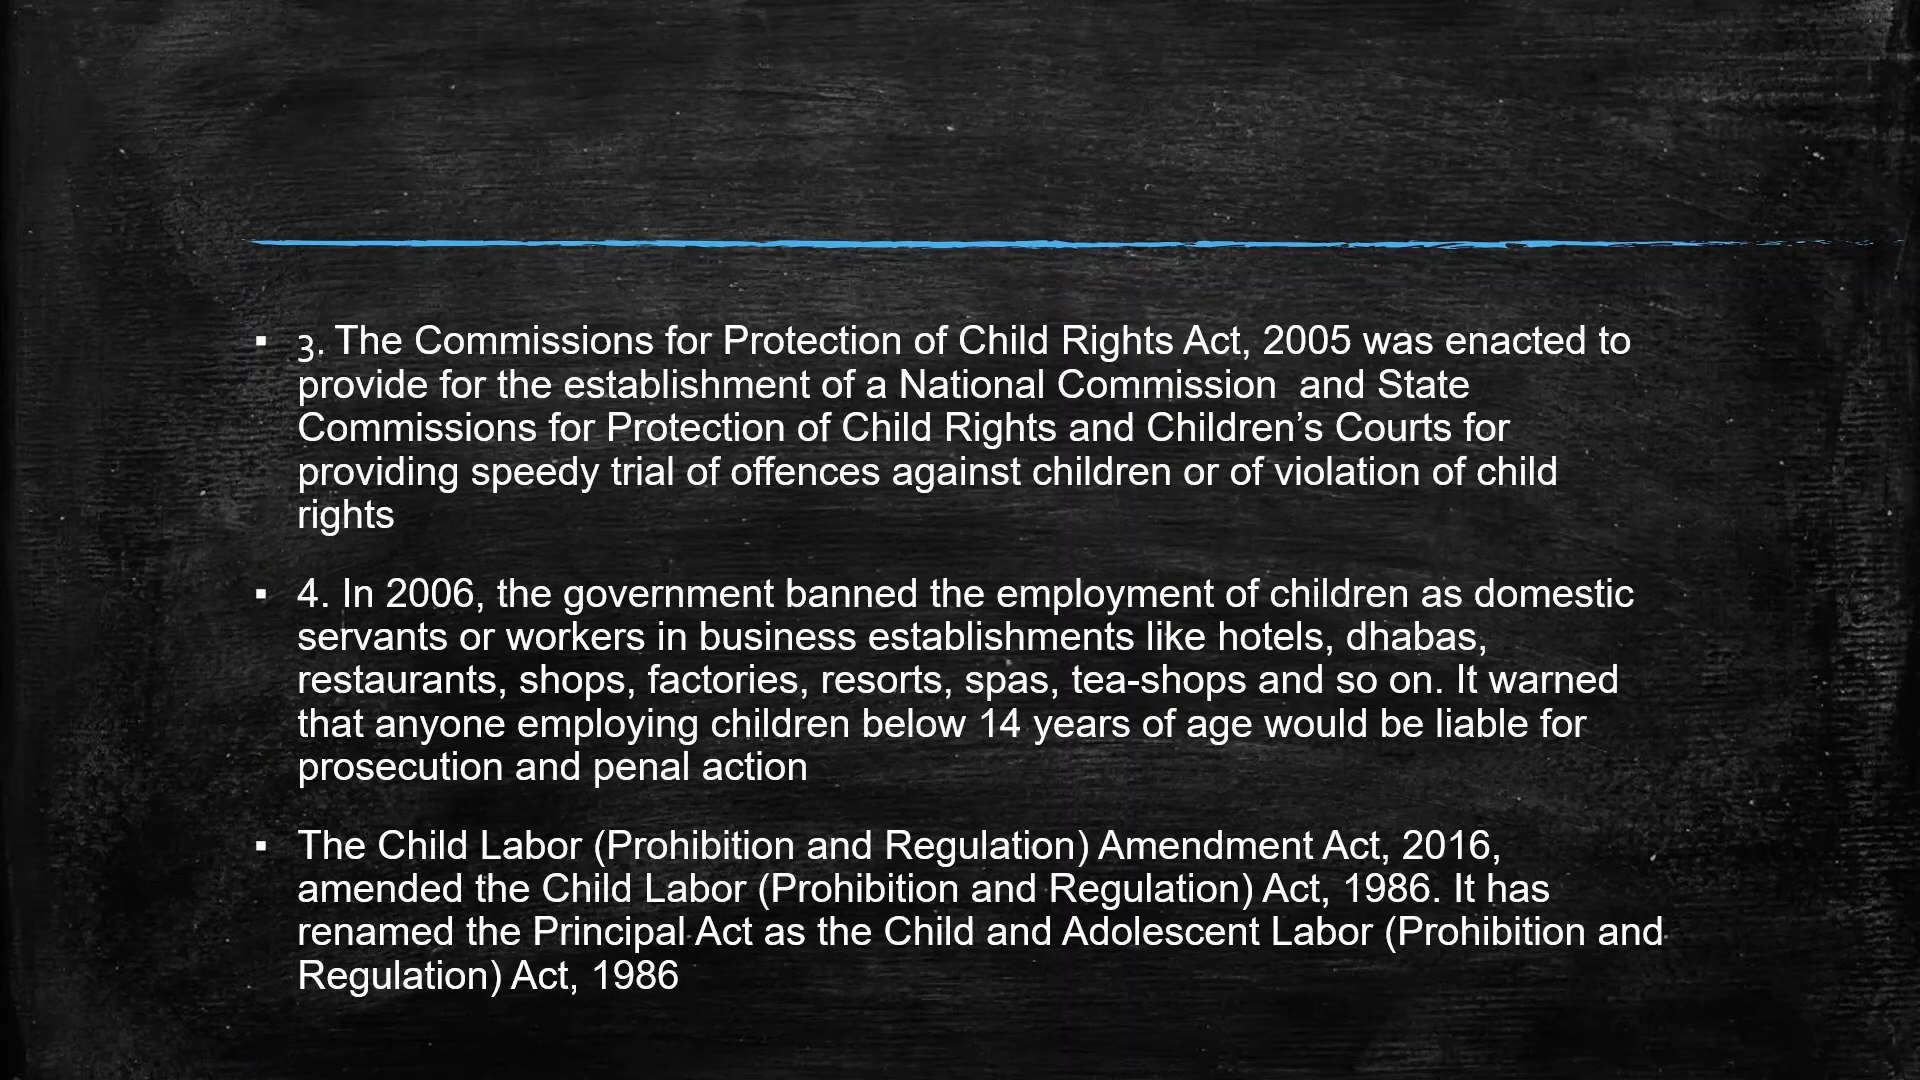 ▪ 3. The Commissions for Protection of Child Rights Act, 2005 was enacted to
provide for the establishment of a National Commission  and State
Commissions for Protection of Child Rights and Children’s Courts for
providing speedy trial of offences against children or of violation of child
rights
▪ 4. In 2006, the government banned the employment of children as domestic
servants or workers in business establishments like hotels, dhabas,
restaurants, shops, factories, resorts, spas, tea-shops and so on. It warned
that anyone employing children below 14 years of age would be liable for
prosecution and penal action
▪ The Child Labor (Prohibition and Regulation) Amendment Act, 2016,
amended the Child Labor (Prohibition and Regulation) Act, 1986. It has
renamed the Principal Act as the Child and Adolescent Labor (Prohibition and
Regulation) Act, 1986